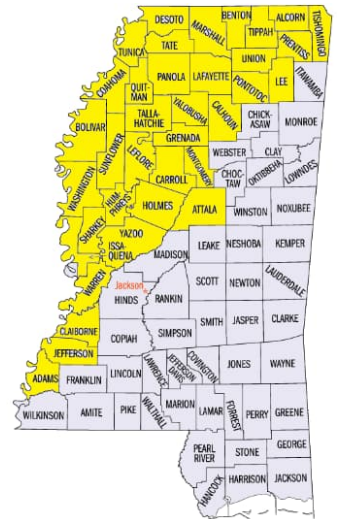 DESOTO
MARSHALL
BENTON
TIPPAH
ALCORN
TISHOMINGO
PRENTISS
TUNICA
TATE
UNION
COAHOMA
QUIT-
MAN
PANOLA
LAFAYETTE
PONTOTOC
LEE
ITAWAMBA
BOLIVAR
TALLA-
HATCHIE
YALOBUSHA
CALHOUN
CHICK-
ASAW
MONROE
SUNFLOWER
LEFLORE
GRENADA
WEBSTER
CLAY
WASHINGTON
CARROLL
MONTGOMERY
CHOC-
TAW
OKTIBBEHA
LOWNDES
HUM-
PHREYS
HOLMES
ATTALA
WINSTON
NOXUBEE
SHARKEY
ISSA-
QUENA
YAZOO
MADISON
LEAKE
NESHOBA
KEMPER
WARREN
Jackson
HINDS
RANKIN
SCOTT
NEWTON
LAUDERDALE
CLAIBORNE
COPIAH
SIMPSON
SMITH
JASPER
CLARKE
JEFFERSON
ADAMS
FRANKLIN
LINCOLN
LAWRENCE
JEFFERSON
DAVIS
COVINGTON
JONES
WAYNE
WILKINSON
AMITE
PIKE
WALTHALL
MARION
LAMAR
FORREST
PERRY
GREENE
PEARL
RIVER
STONE
GEORGE
HANCOCK
HARRISON
JACKSON